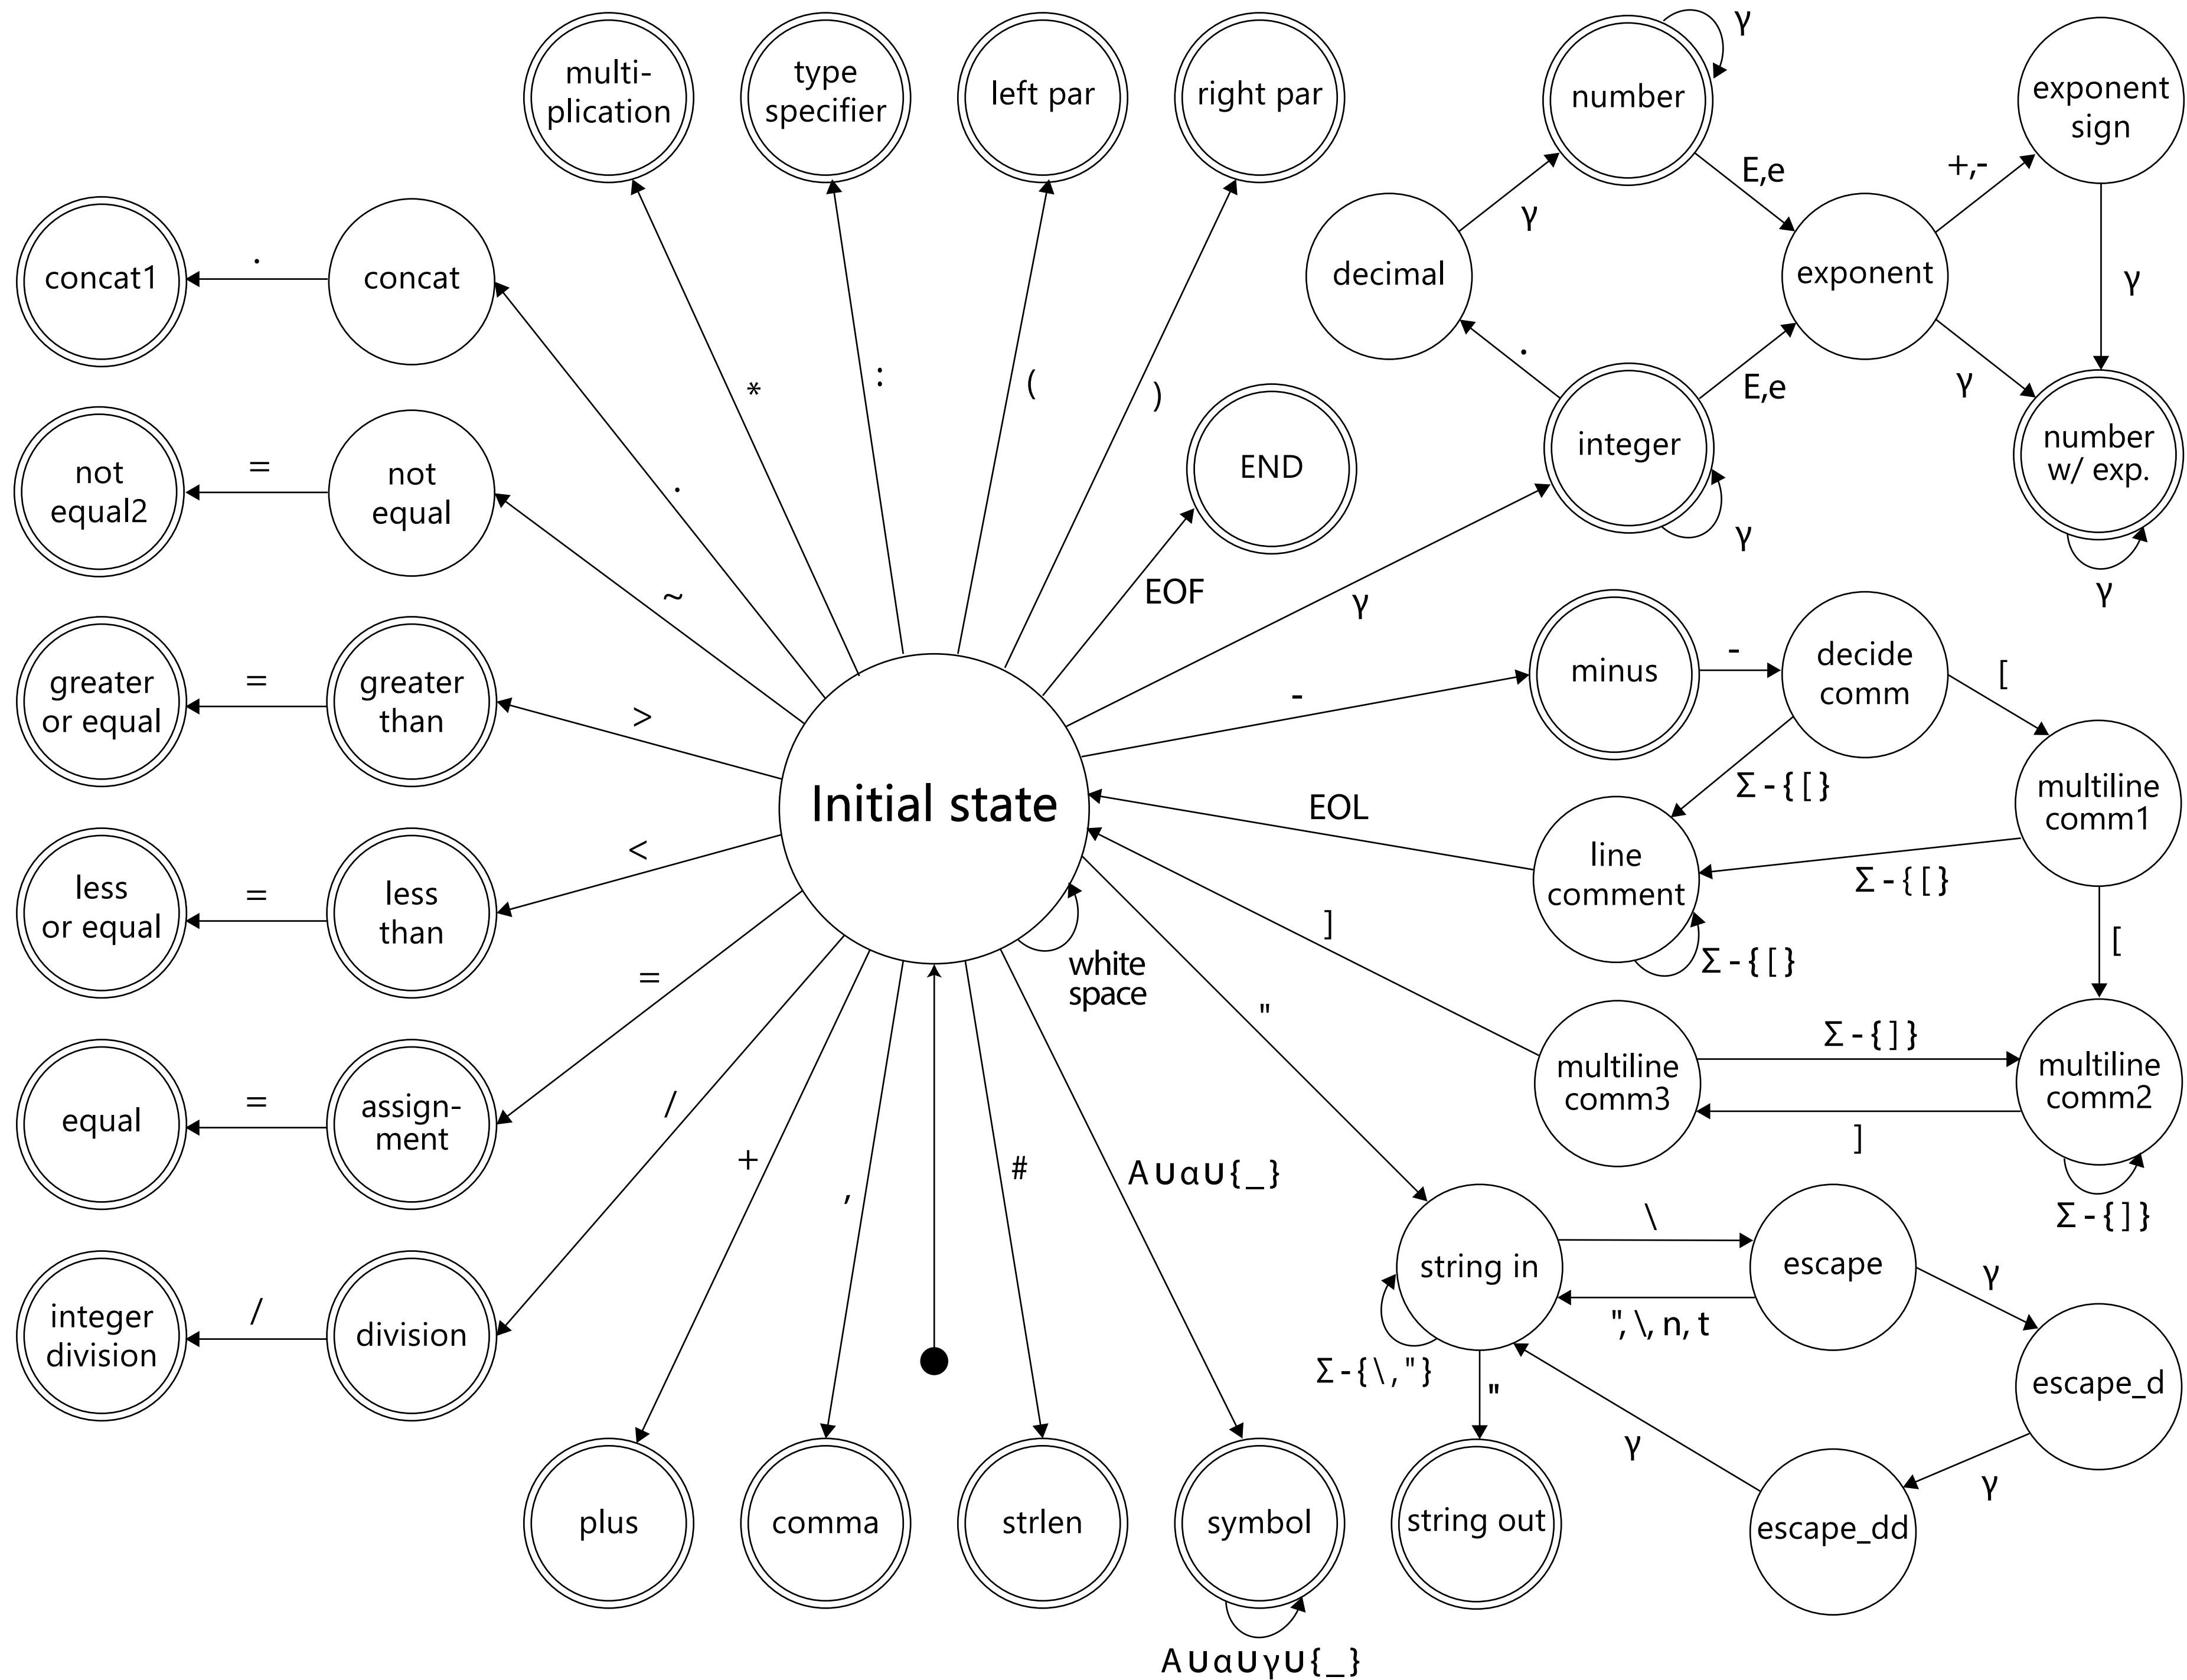 multi-
plication
type
specifier
left par
right par
number
γ
exponent
sign
E,e
+,-
γ
concat1
.
concat
decimal
exponent
γ
.
E,e
γ
*
:
(
)
END
integer
γ
number
w/ exp.
γ
not
equal2
=
not
equal
.
~
EOF
γ
greater
or equal
=
greater
than
>
-
minus
-
decide
comm
[
Initial state
EOL
Σ-{[}
multiline
comm1
line
comment
Σ-{[}
Σ-{[}
[
less
or equal
=
less
than
<
]
white
space
=
"
multiline
comm3
Σ-{]}
]
multiline
comm2
Σ-{]}
equal
=
assign-
ment
/
+
,
#
A∪α∪{_}
string in
\
", \, n, t
escape
γ
Σ-{\,"}
"
escape_d
γ
γ
escape_dd
integer
division
/
division
plus
comma
strlen
symbol
string out
A∪α∪γ∪{_}